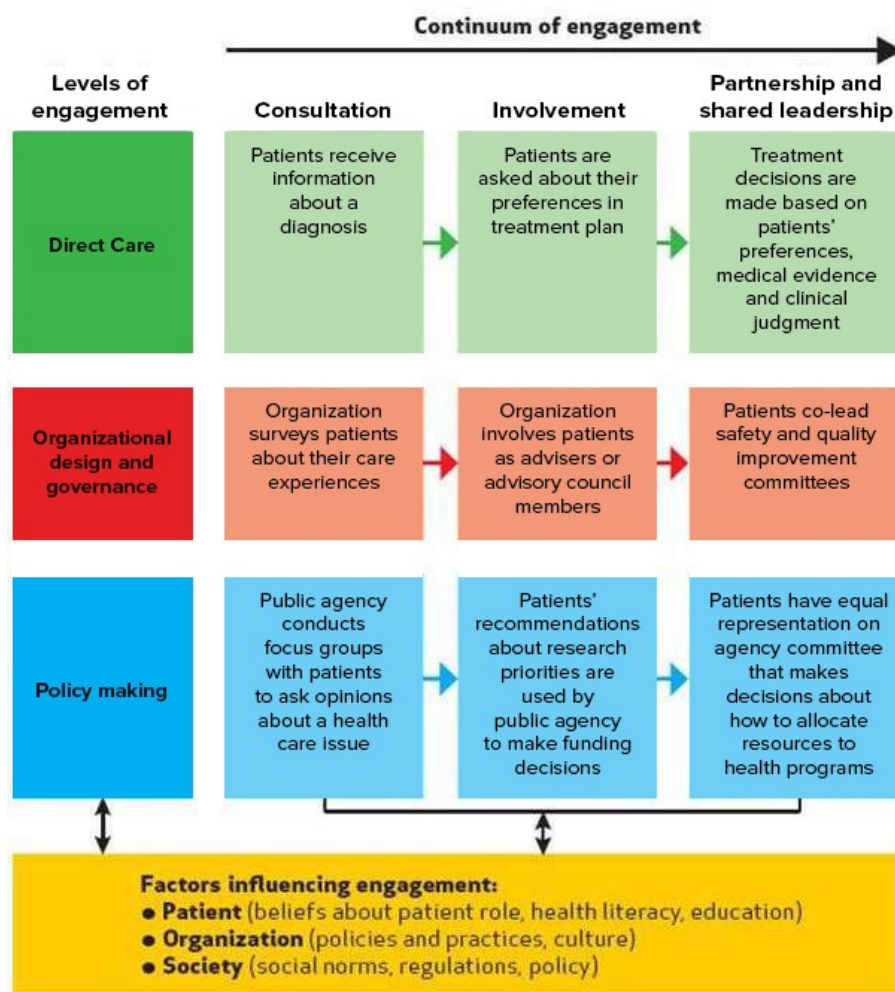 Continuum of engagement
Levels of
engagement
Consultation
Involvement
Partnership and
shared leadership
Direct Care
Patients receive
information
about a
diagnosis
Patients are
asked about their
preferences in
treatment plan
Treatment
decisions are
made based on
patients'
preferences,
medical evidence
and clinical
judgment
Organizational
design and
governance
Organization
surveys patients
about their care
experiences
Organization
involves patients
as advisers or
advisory council
members
Patients co-lead
safety and quality
improvement
committees
Policy making
Public agency
conducts
focus groups
with patients
to ask opinions
about a health
care issue
Patients'
recommendations
about research
priorities are
used by
public agency
to make funding
decisions
Patients have equal
representation on
agency committee
that makes
decisions about
how to allocate
resources to
health programs
Factors influencing engagement:
• Patient (beliefs about patient role, health literacy, education)
• Organization (policies and practices, culture)
• Society (social norms, regulations, policy)